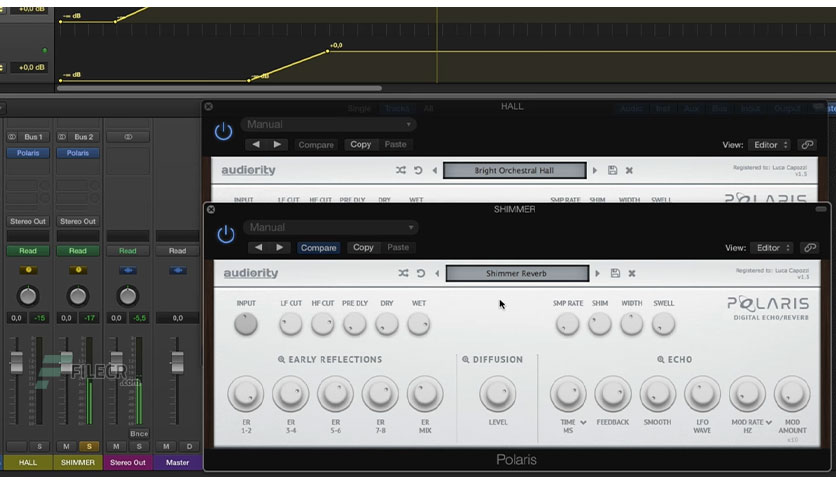 +0,0 dB
-∞ dB
+0,0
+0,0 dB
-∞ dB
-∞ dB
Single Tracks All
HALL
Audio Inst Aux Bus Input Output
Manual
Compare Copy Paste
View: Editor
Bus 1 Bus 2
Polaris Polaris
audiority
Bright Orchestral Hall
Registered to: Luca Capozzi
v1.5
INPUT LF CUT HF CUT PRE DLY DRY WET
SMP RATE SHIM WIDTH SWELL
POLARIS
SHIMMER
Manual
Compare Copy Paste
View: Editor
Stereo Out Stereo Out
Read Read Read Read
audiority
Shimmer Reverb
Registered to: Luca Capozzi
v1.5
INPUT LF CUT HF CUT PRE DLY DRY WET
SMP RATE SHIM WIDTH SWELL
POLARIS
DIGITAL ECHO/REVERB
0,0 -15 0,0 -17 0,0 -5,5 0,0
EARLY REFLECTIONS
DIFFUSION
ECHO
FILECR
.com
ER
1-2
ER
3-4
ER
5-6
ER
7-8
ER
MIX
LEVEL
TIME
MS
FEEDBACK
SMOOTH
LFO
WAVE
MOD RATE
HZ
MOD
AMOUNT
x10
Bnce
S M S M S M D
HALL SHIMMER Stereo Out Master
Polaris